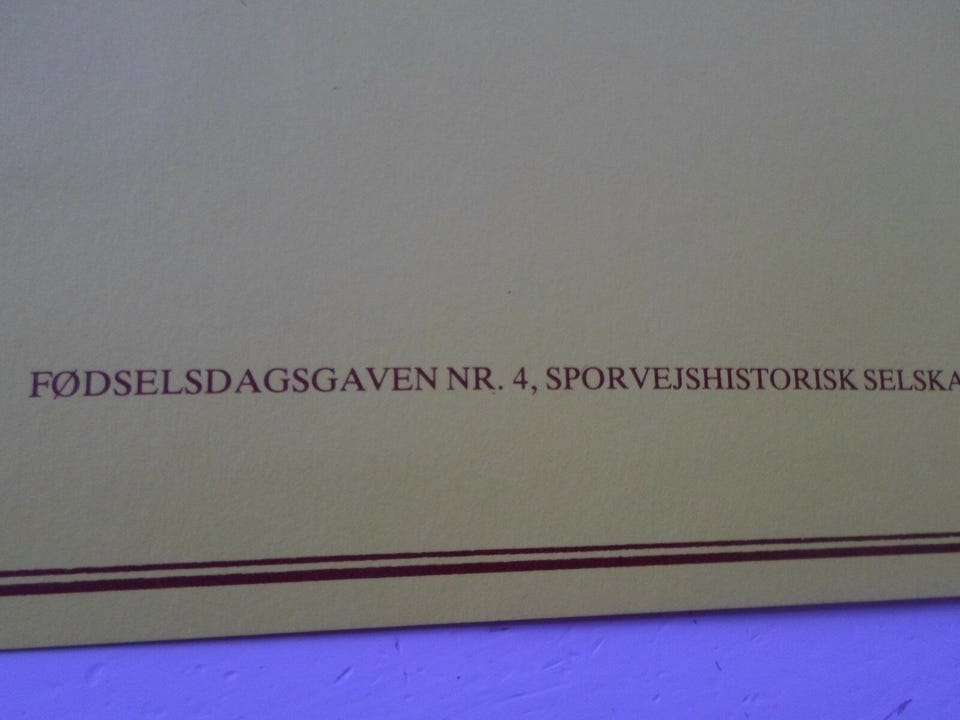 FØDSELSDAGSGAVEN NR. 4, SPORVEJSHISTORISK SELSKA